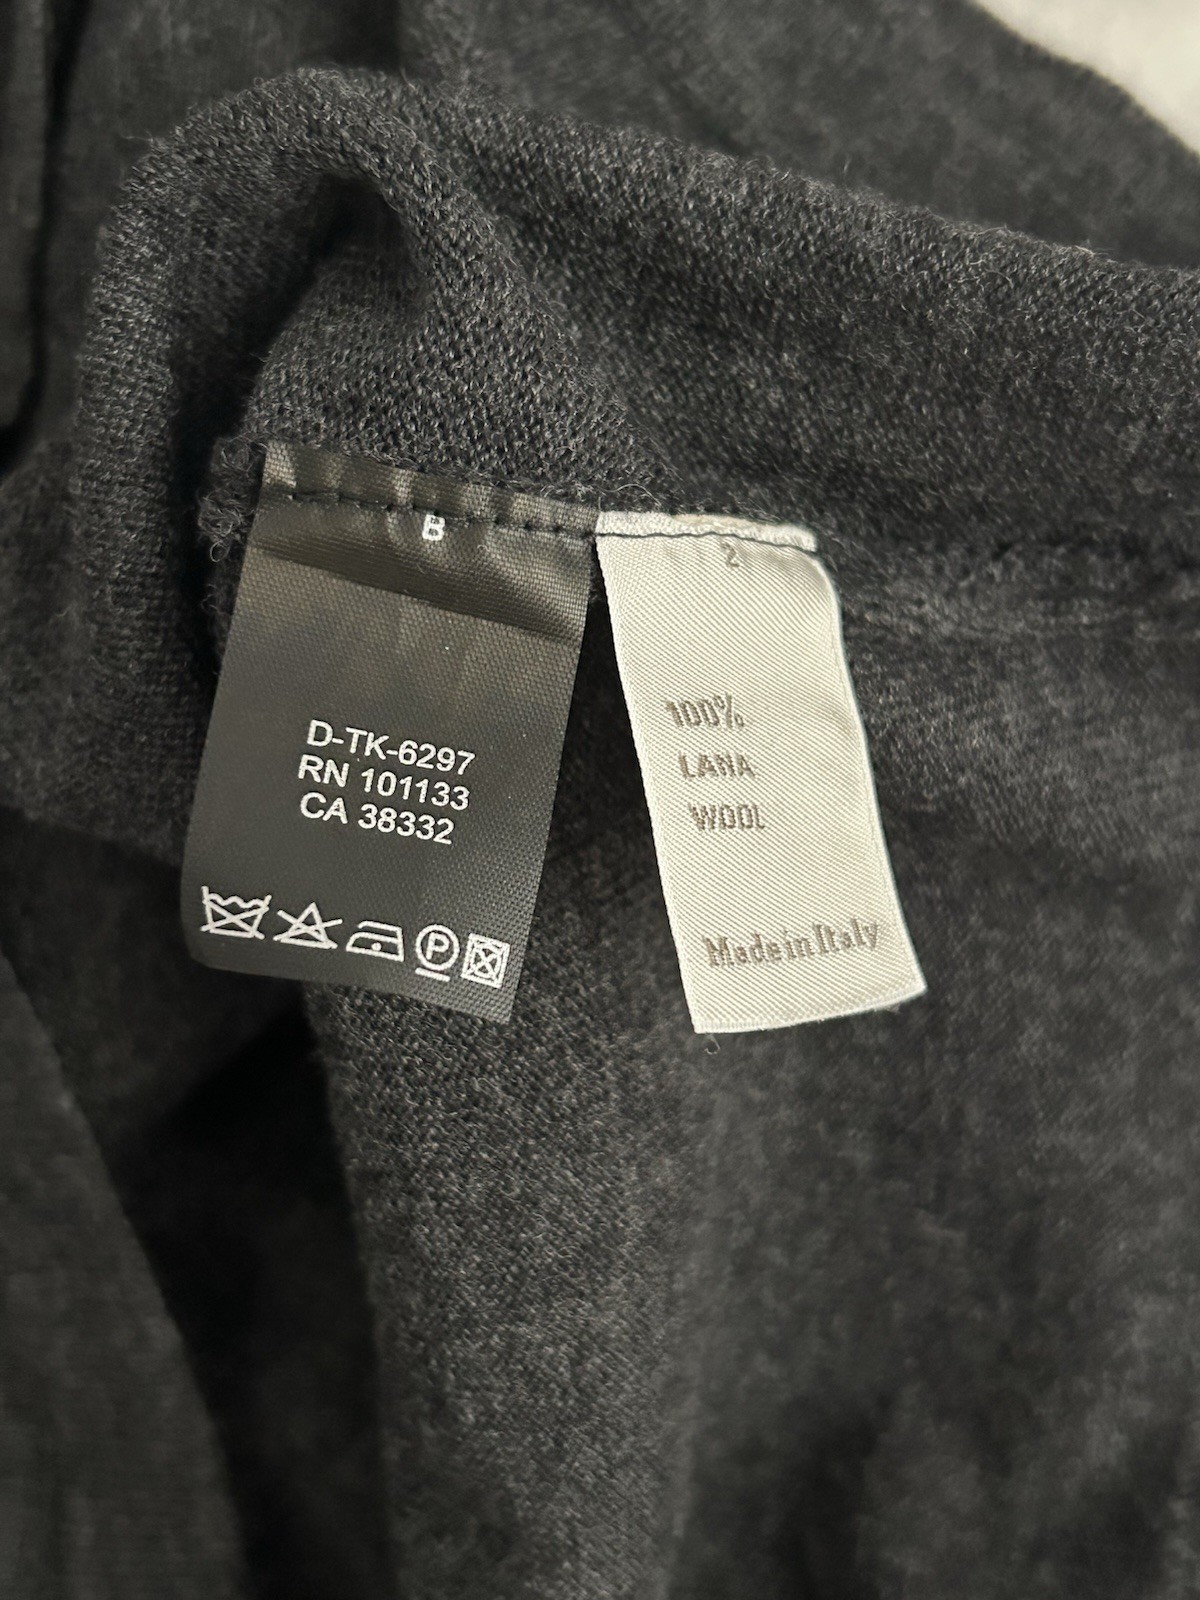 B
D-TK-6297
RN 101133
CA 38332
P
2
100%
LANA
WOOL
Made in Italy